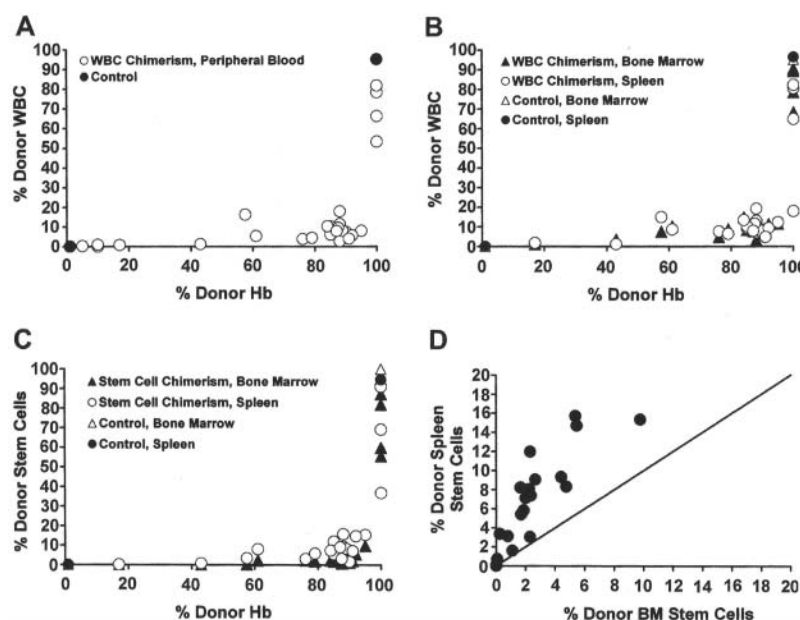 A
○ WBC Chimerism, Peripheral Blood
● Control
% Donor WBC
100
90
80
70
60
50
40
30
20
10
0
0 20 40 60 80 100
% Donor Hb
B
▲ WBC Chimerism, Bone Marrow
○ WBC Chimerism, Spleen
△ Control, Bone Marrow
● Control, Spleen
% Donor WBC
100
90
80
70
60
50
40
30
20
10
0
0 20 40 60 80 100
% Donor Hb
C
▲ Stem Cell Chimerism, Bone Marrow
○ Stem Cell Chimerism, Spleen
△ Control, Bone Marrow
● Control, Spleen
% Donor Stem Cells
100
90
80
70
60
50
40
30
20
10
0
0 20 40 60 80 100
% Donor Hb
D
% Donor Spleen
Stem Cells
20
18
16
14
12
10
8
6
4
2
0
0 2 4 6 8 10 12 14 16 18 20
% Donor BM Stem Cells